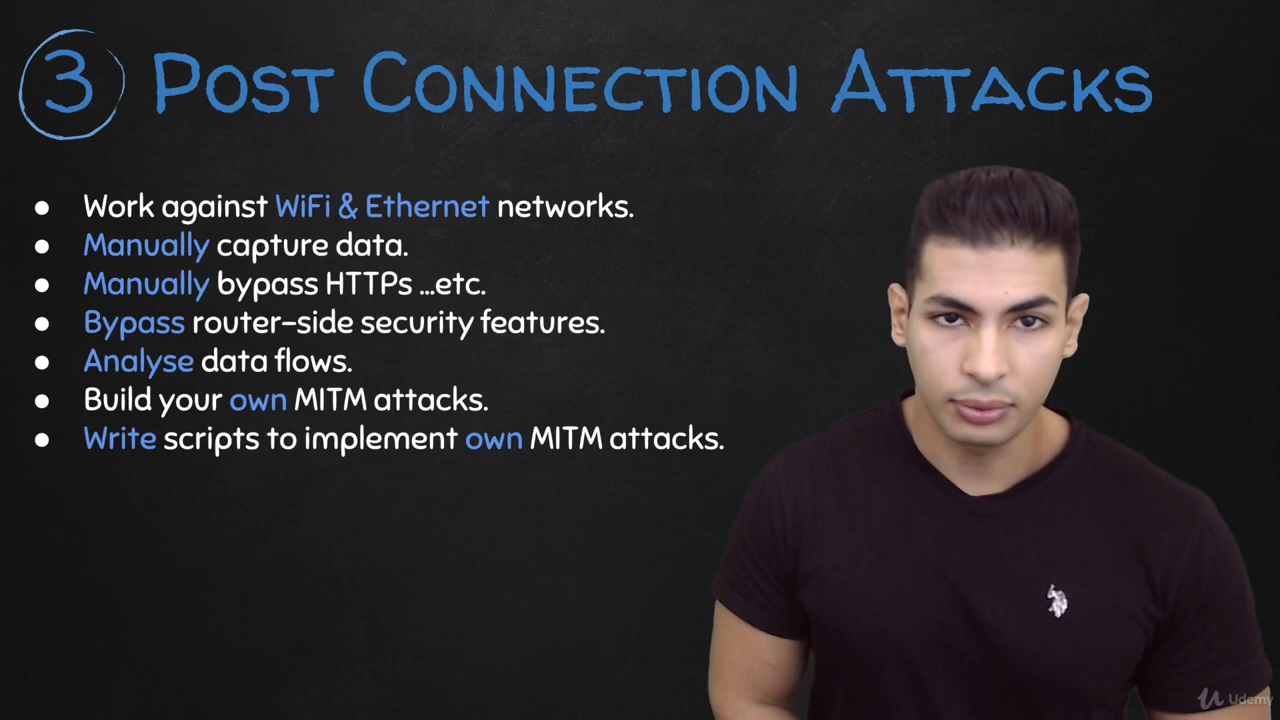 3 Post Connection Attacks
● Work against WiFi & Ethernet networks.
● Manually capture data.
● Manually bypass HTTPs ...etc.
● Bypass router-side security features.
● Analyse data flows.
● Build your own MITM attacks.
● Write scripts to implement own MITM attacks.
Udemy